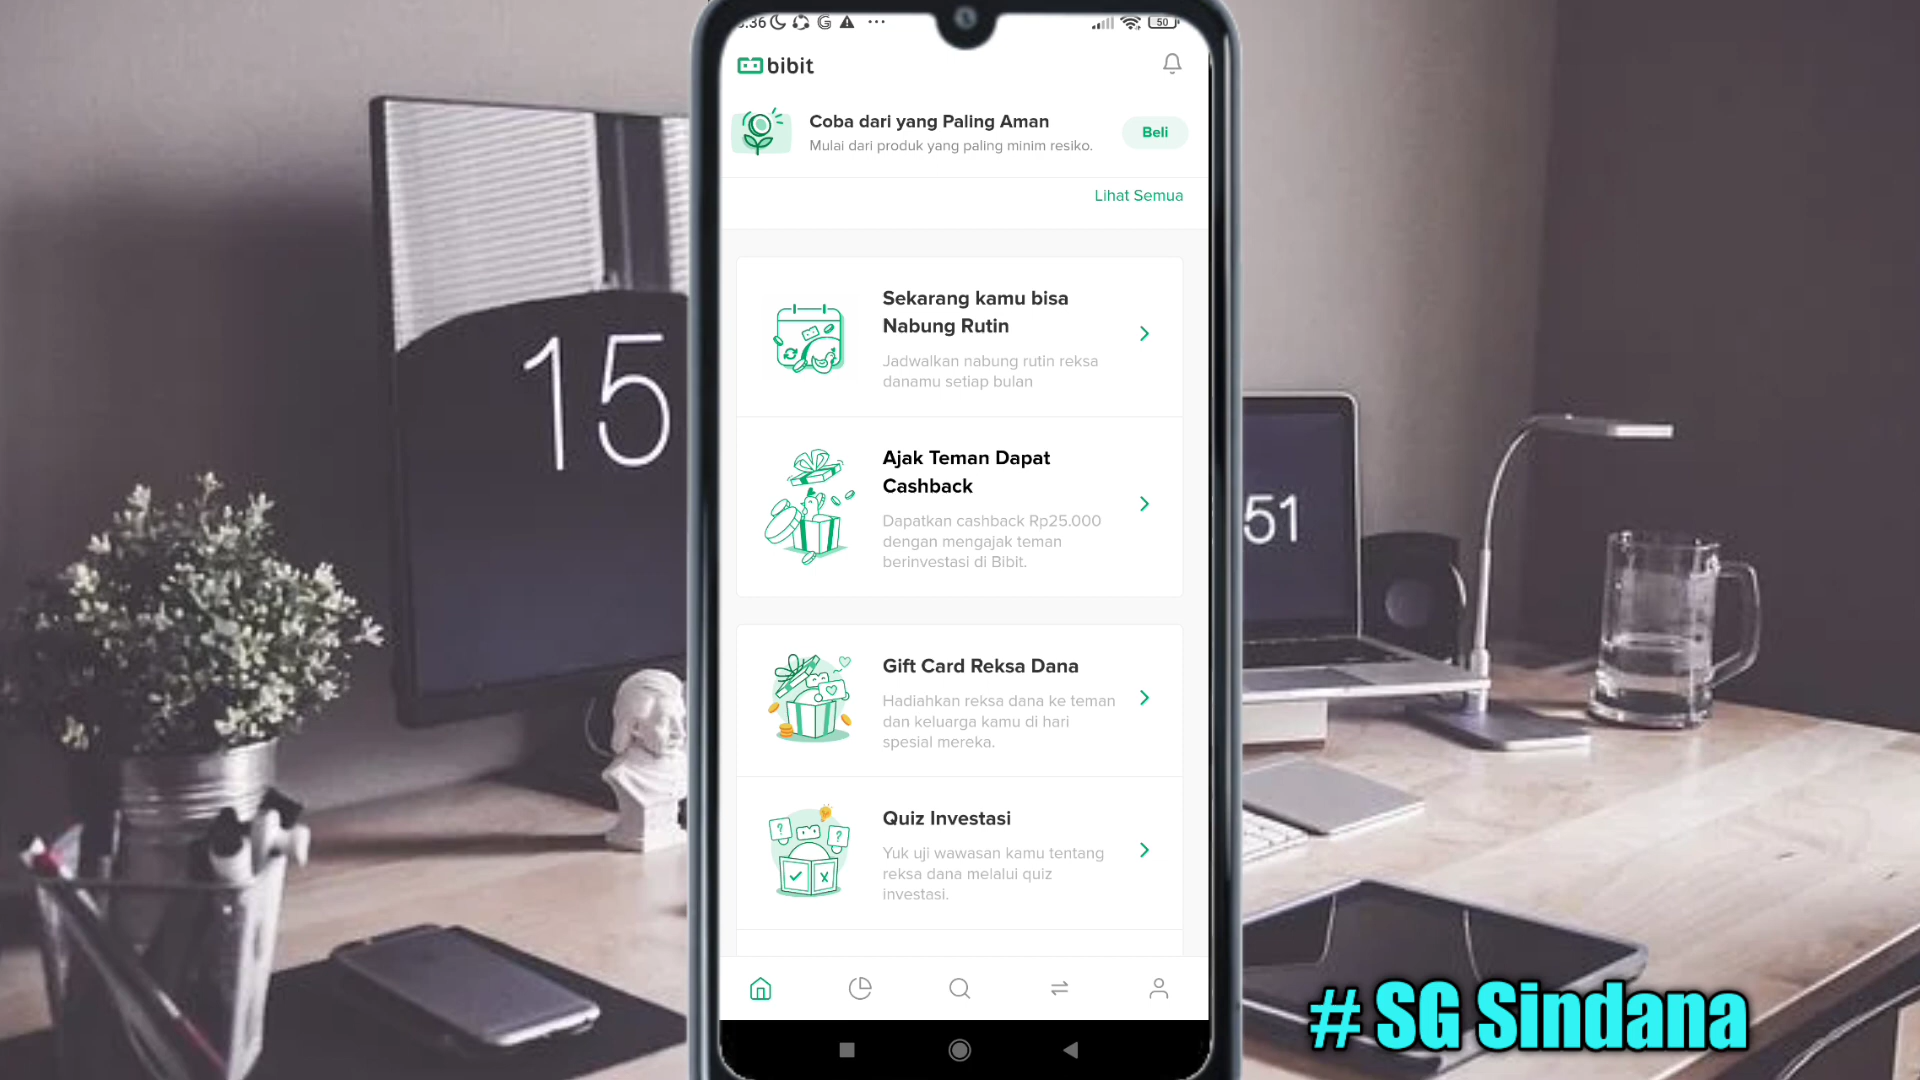 15
51
:36
G
50
bibit
Coba dari yang Paling Aman
Mulai dari produk yang paling minim resiko.
Beli
Lihat Semua
Sekarang kamu bisa
Nabung Rutin
Jadwalkan nabung rutin reksa
danamu setiap bulan
Ajak Teman Dapat
Cashback
Dapatkan cashback Rp25.000
dengan mengajak teman
berinvestasi di Bibit.
Gift Card Reksa Dana
Hadiahkan reksa dana ke teman
dan keluarga kamu di hari
spesial mereka.
Quiz Investasi
Yuk uji wawasan kamu tentang
reksa dana melalui quiz
investasi.
# SG Sindana